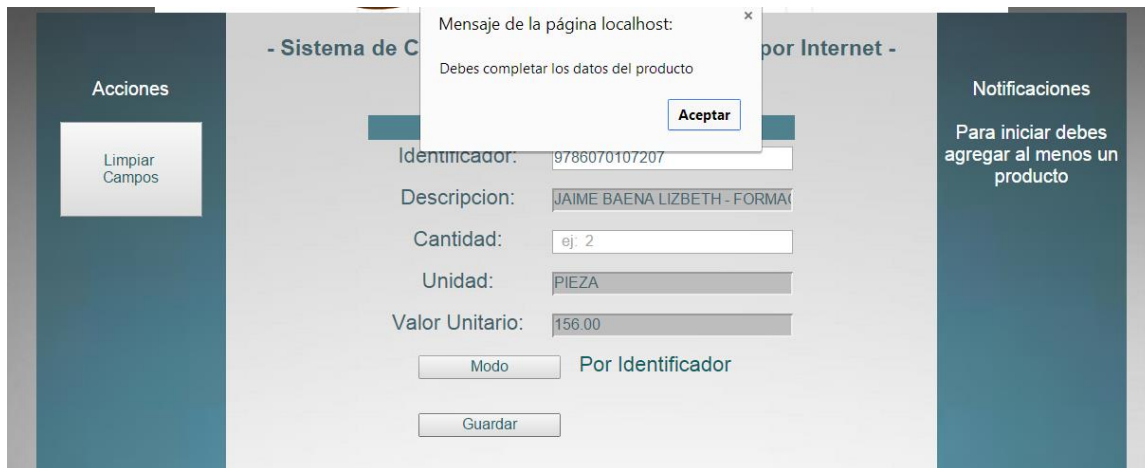 Mensaje de la página localhost:
×
- Sistema de C
por Internet -
Debes completar los datos del producto
Aceptar
Acciones
Limpiar
Campos
Identificador:
9786070107207
Descripcion:
JAIME BAENA LIZBETH - FORMA
Cantidad:
ej: 2
Unidad:
PIEZA
Valor Unitario:
156.00
Modo
Por Identificador
Guardar
Notificaciones
Para iniciar debes
agregar al menos un
producto